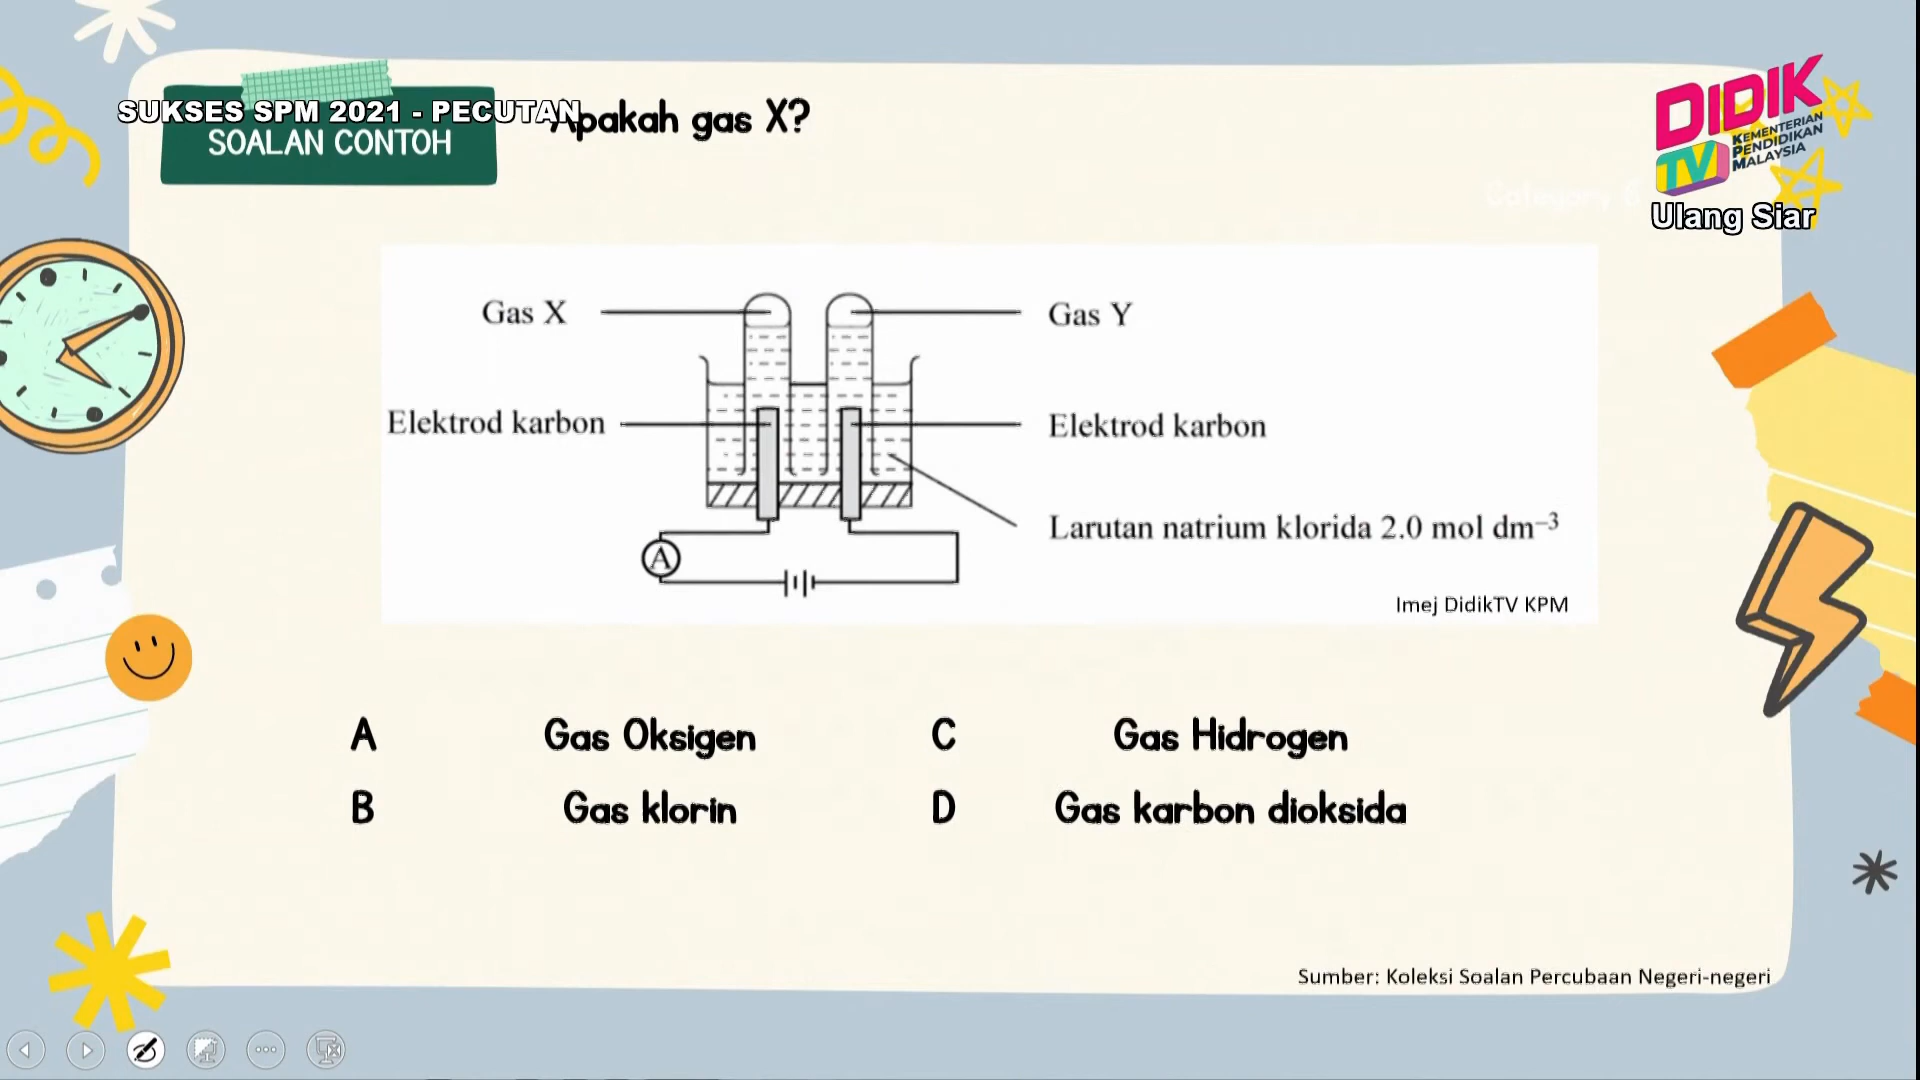 SUKSES SPM 2021 - PECUTAN
SOALAN CONTOH
Apakah gas X?
DIDIK
TV
KEMENTERIAN
PENDIDIKAN
MALAYSIA
Ulang Siar
Gas X
Gas Y
Elektrod karbon
Elektrod karbon
Larutan natrium klorida 2.0 mol dm⁻³
A
Imej DidikTV KPM
A Gas Oksigen C Gas Hidrogen
B Gas klorin D Gas karbon dioksida
Sumber: Koleksi Soalan Percubaan Negeri-negeri